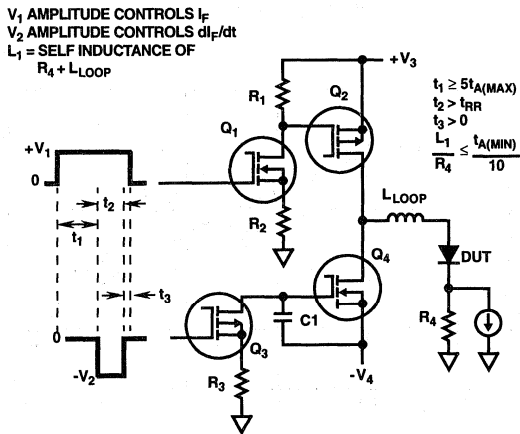 V1 AMPLITUDE CONTROLS IF
V2 AMPLITUDE CONTROLS dIF/dt
L1 = SELF INDUCTANCE OF
R4 + LLOOP
+V3
R1
Q2
t1 ≥ 5tA(MAX)
t2 > tRR
t3 > 0
L1/R4 ≤ tA(MIN)/10
Q1
+V1
0
t2
t1
R2
LLOOP
DUT
Q4
t3
C1
R4
0
-V2
Q3
R3
-V4